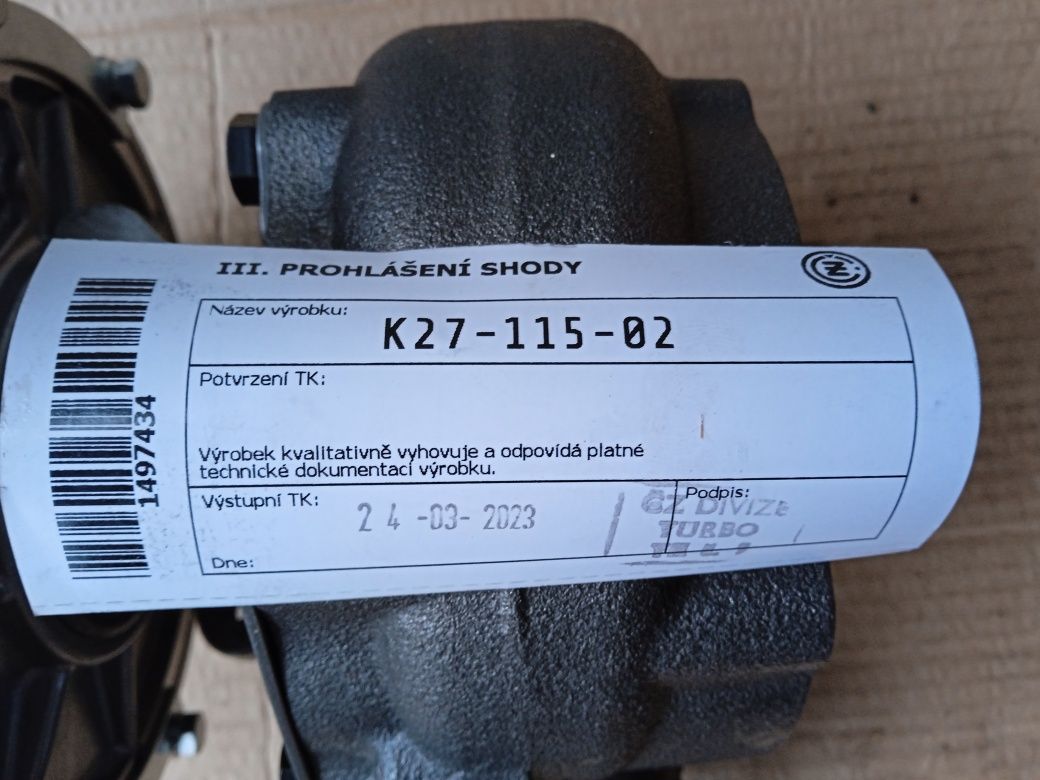 III. PROHLÁŠENÍ SHODY
Název výrobku:
K27-115-02
Potvrzení TK:
Výrobek kvalitativně vyhovuje a odpovídá platné
technické dokumentaci výrobku.
Výstupní TK:
24 -03- 2023
Podpis:
ČZ DIVIZE
TURBO
Dne:
1497434